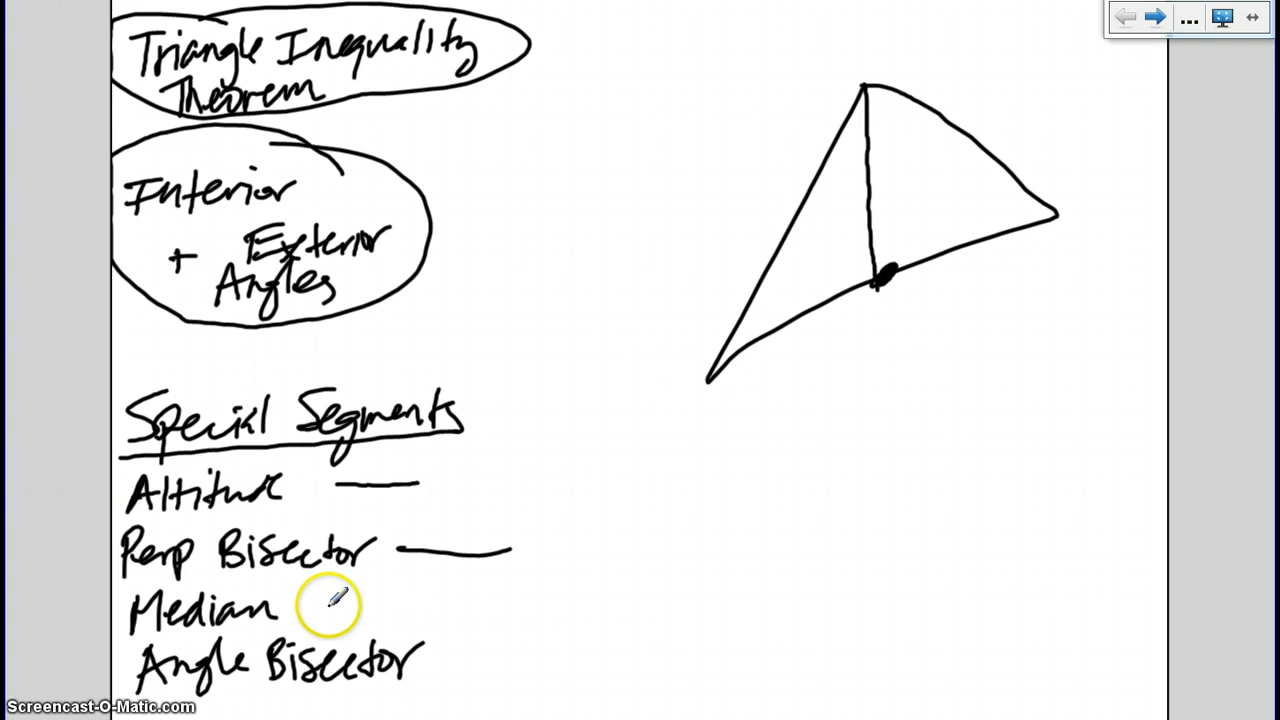 Triangle Inequality
Theorem
Interior
+ Exterior
Angles
Special Segments
Altitude
Perp Bisector
Median
Angle Bisector
Screencast-O-Matic.com